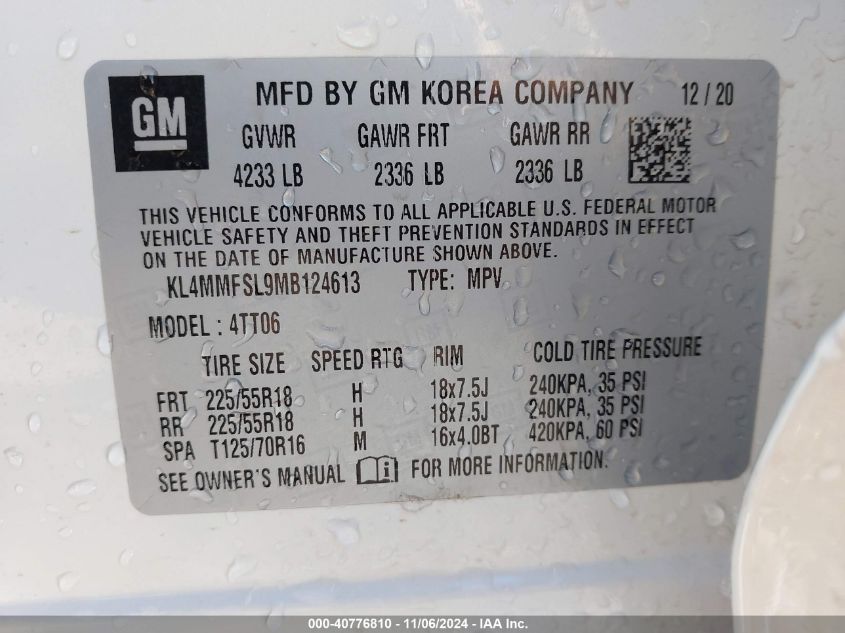 GM
MFD BY GM KOREA COMPANY 12 / 20
GVWR GAWR FRT GAWR RR
4233 LB 2336 LB 2336 LB
THIS VEHICLE CONFORMS TO ALL APPLICABLE U.S. FEDERAL MOTOR
VEHICLE SAFETY AND THEFT PREVENTION STANDARDS IN EFFECT
ON THE DATE OF MANUFACTURE SHOWN ABOVE.
KL4MMFSL9MB124613 TYPE: MPV
MODEL : 4TT06
TIRE SIZE SPEED RTG RIM COLD TIRE PRESSURE
FRT 225/55R18 H 18x7.5J 240KPA, 35 PSI
RR 225/55R18 H 18x7.5J 240KPA, 35 PSI
SPA T125/70R16 M 16x4.0BT 420KPA, 60 PSI
SEE OWNER'S MANUAL FOR MORE INFORMATION.
000-40776810 - 11/06/2024 - IAA Inc.